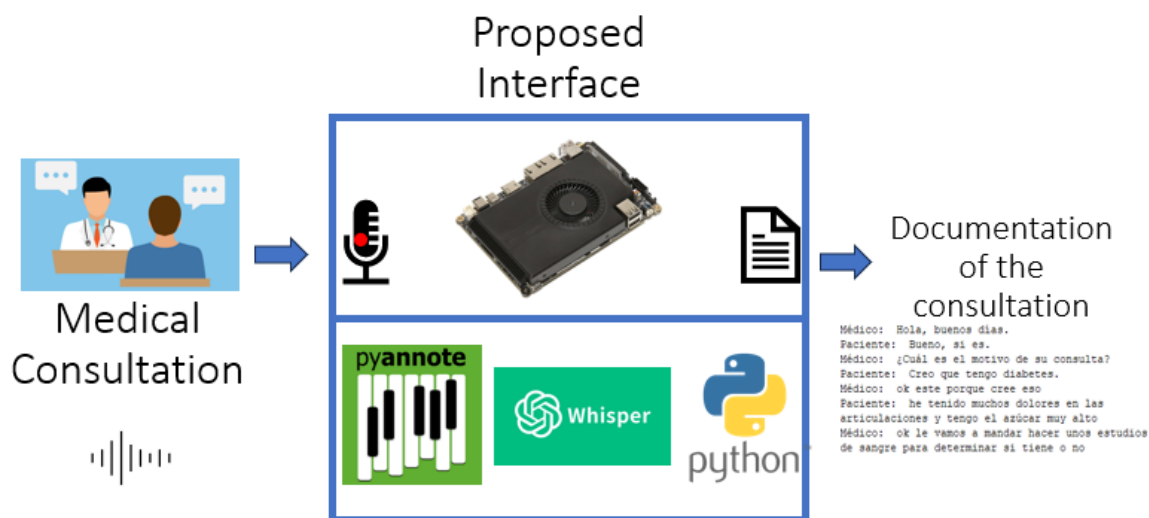 Proposed
Interface
Medical
Consultation
pyannote
Whisper
python
Documentation
of the
consultation
Médico:  Hola, buenos días.
Paciente:  Bueno, si es.
Médico:  ¿Cuál es el motivo de su consulta?
Paciente:  Creo que tengo diabetes.
Médico:  ok este porque cree eso
Paciente:  he tenido muchos dolores en las
articulaciones y tengo el azúcar muy alto
Médico:  ok le vamos a mandar hacer unos estudios
de sangre para determinar si tiene o no